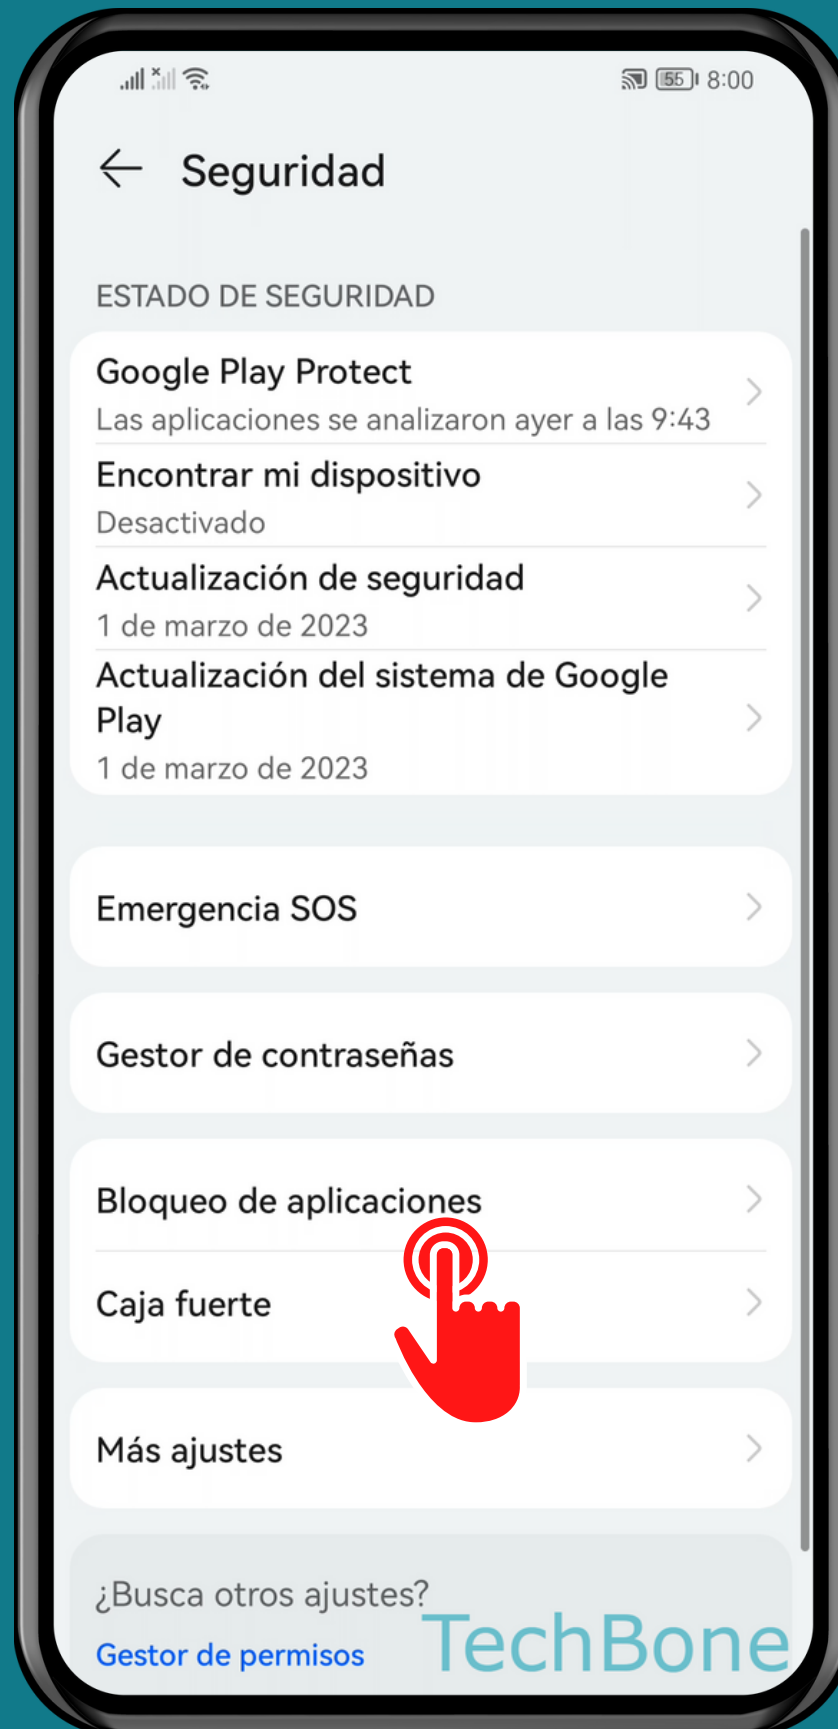 55 8:00
Seguridad
ESTADO DE SEGURIDAD
Google Play Protect
Las aplicaciones se analizaron ayer a las 9:43
Encontrar mi dispositivo
Desactivado
Actualización de seguridad
1 de marzo de 2023
Actualización del sistema de Google
Play
1 de marzo de 2023
Emergencia SOS
Gestor de contraseñas
Bloqueo de aplicaciones
Caja fuerte
Más ajustes
¿Busca otros ajustes?
Gestor de permisos
TechBone